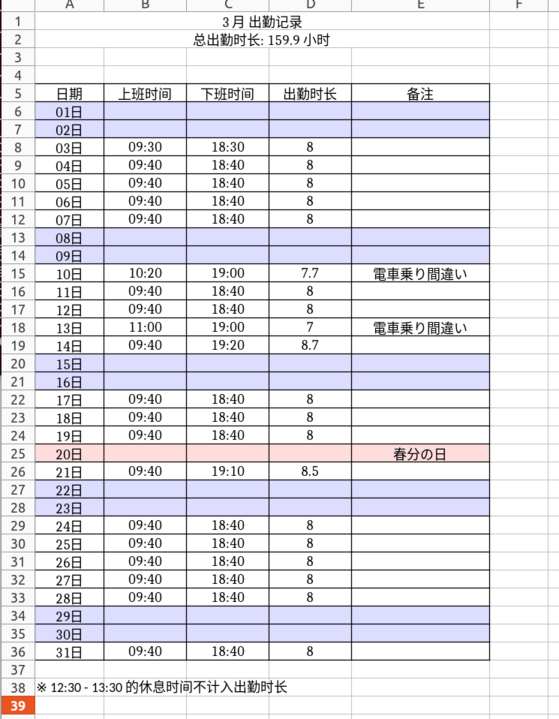 A B C D E F
1 3 月 出勤记录
2 总出勤时长: 159.9 小时
3
4
5 日期 上班时间 下班时间 出勤时长 备注
6 01日
7 02日
8 03日 09:30 18:30 8
9 04日 09:40 18:40 8
10 05日 09:40 18:40 8
11 06日 09:40 18:40 8
12 07日 09:40 18:40 8
13 08日
14 09日
15 10日 10:20 19:00 7.7 電車乗り間違い
16 11日 09:40 18:40 8
17 12日 09:40 18:40 8
18 13日 11:00 19:00 7 電車乗り間違い
19 14日 09:40 19:20 8.7
20 15日
21 16日
22 17日 09:40 18:40 8
23 18日 09:40 18:40 8
24 19日 09:40 18:40 8
25 20日 春分の日
26 21日 09:40 19:10 8.5
27 22日
28 23日
29 24日 09:40 18:40 8
30 25日 09:40 18:40 8
31 26日 09:40 18:40 8
32 27日 09:40 18:40 8
33 28日 09:40 18:40 8
34 29日
35 30日
36 31日 09:40 18:40 8
37
38 ※ 12:30 - 13:30 的休息时间不计入出勤时长
39